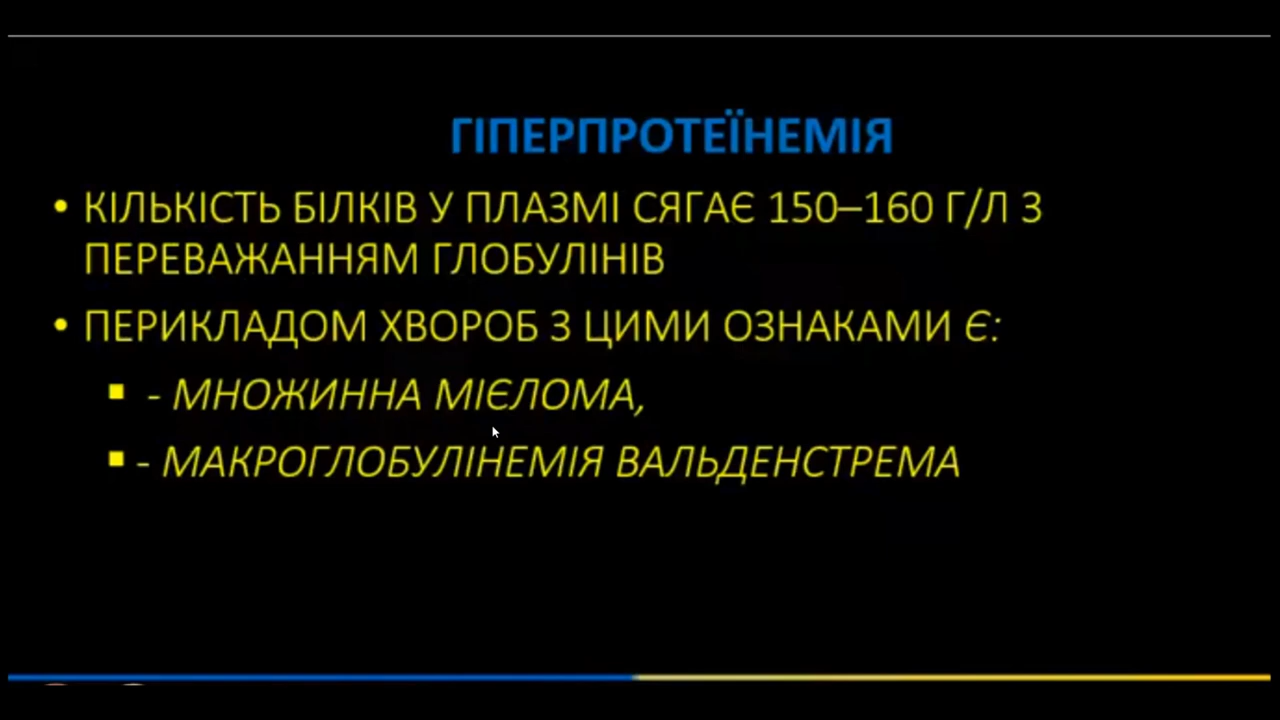 ГІПЕРПРОТЕЇНЕМІЯ
• КІЛЬКІСТЬ БІЛКІВ У ПЛАЗМІ СЯГАЄ 150–160 Г/Л З
ПЕРЕВАЖАННЯМ ГЛОБУЛІНІВ
• ПЕРИКЛАДОМ ХВОРОБ З ЦИМИ ОЗНАКАМИ Є:
▪ - МНОЖИННА МІЄЛОМА,
▪ - МАКРОГЛОБУЛІНЕМІЯ ВАЛЬДЕНСТРЕМА